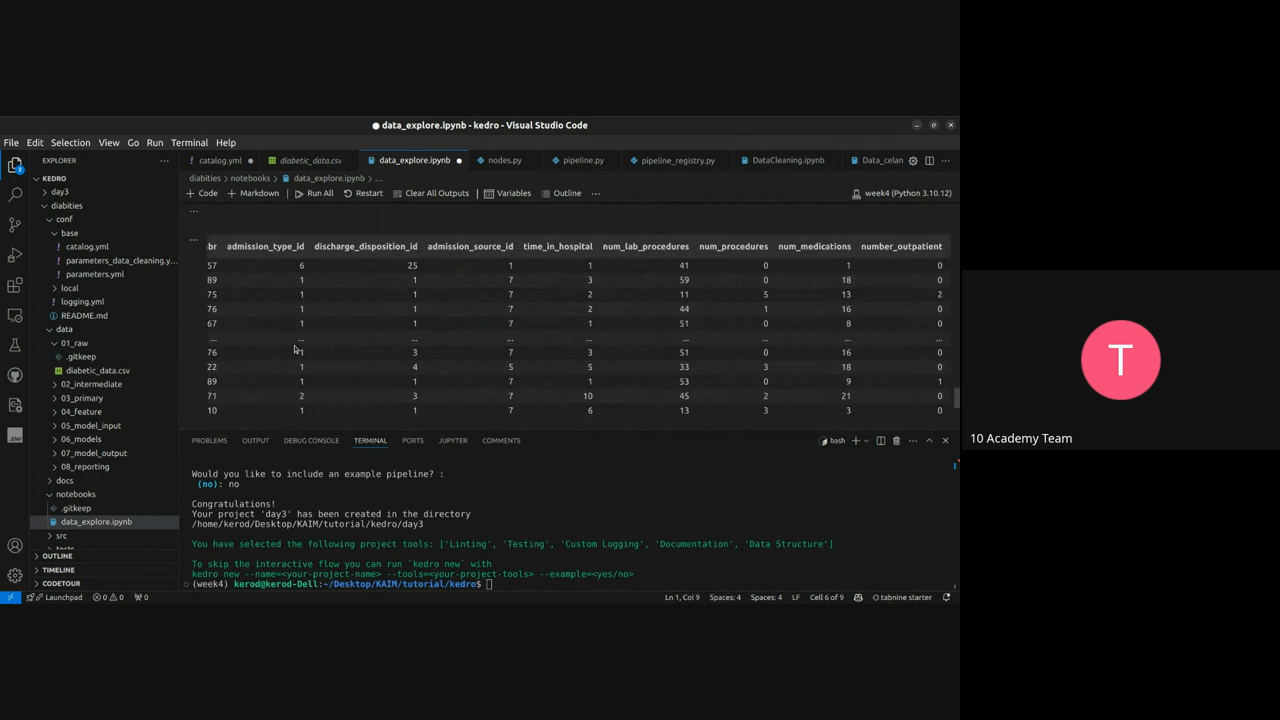 data_explore.ipynb - kedro - Visual Studio Code
File Edit Selection View Go Run Terminal Help
EXPLORER
KEDRO
day3
diabities
conf
base
catalog.yml
parameters_data_cleaning.y...
parameters.yml
local
logging.yml
README.md
data
01_raw
.gitkeep
diabetic_data.csv
02_intermediate
03_primary
04_feature
05_model_input
06_models
07_model_output
08_reporting
docs
notebooks
.gitkeep
data_explore.ipynb
src
tests
OUTLINE
TIMELINE
CODETOUR
catalog.yml diabetic_data.csv data_explore.ipynb nodes.py pipeline.py pipeline_registry.py DataCleaning.ipynb Data_celan
diabities > notebooks > data_explore.ipynb > ...
+ Code + Markdown Run All Restart Clear All Outputs Variables Outline ... week4 (Python 3.10.12)
...
...
br admission_type_id discharge_disposition_id admission_source_id time_in_hospital num_lab_procedures num_procedures num_medications number_outpatient
57 6 25 1 1 41 0 1 0
89 1 1 7 3 59 0 18 0
75 1 1 7 2 11 5 13 2
76 1 1 7 2 44 1 16 0
67 1 1 7 1 51 0 8 0
... ... ... ... ... ... ... ... ...
76 1 3 7 3 51 0 16 0
22 1 4 5 5 33 3 18 0
89 1 1 7 1 53 0 9 1
71 2 3 7 10 45 2 21 0
10 1 1 7 6 13 3 3 0
PROBLEMS OUTPUT DEBUG CONSOLE TERMINAL PORTS JUPYTER COMMENTS bash
Would you like to include an example pipeline? :
(no): no
Congratulations!
Your project 'day3' has been created in the directory
/home/kerod/Desktop/KAIM/tutorial/kedro/day3
You have selected the following project tools: ['Linting', 'Testing', 'Custom Logging', 'Documentation', 'Data Structure']
To skip the interactive flow you can run `kedro new` with
kedro new --name=<your-project-name> --tools=<your-project-tools> --example=<yes/no>
(week4) kerod@kerod-Dell:~/Desktop/KAIM/tutorial/kedro$
Launchpad 0 0 0 Ln 1, Col 9 Spaces: 4 Spaces: 4 LF Cell 6 of 9 tabnine starter
2
.ENV
T
10 Academy Team